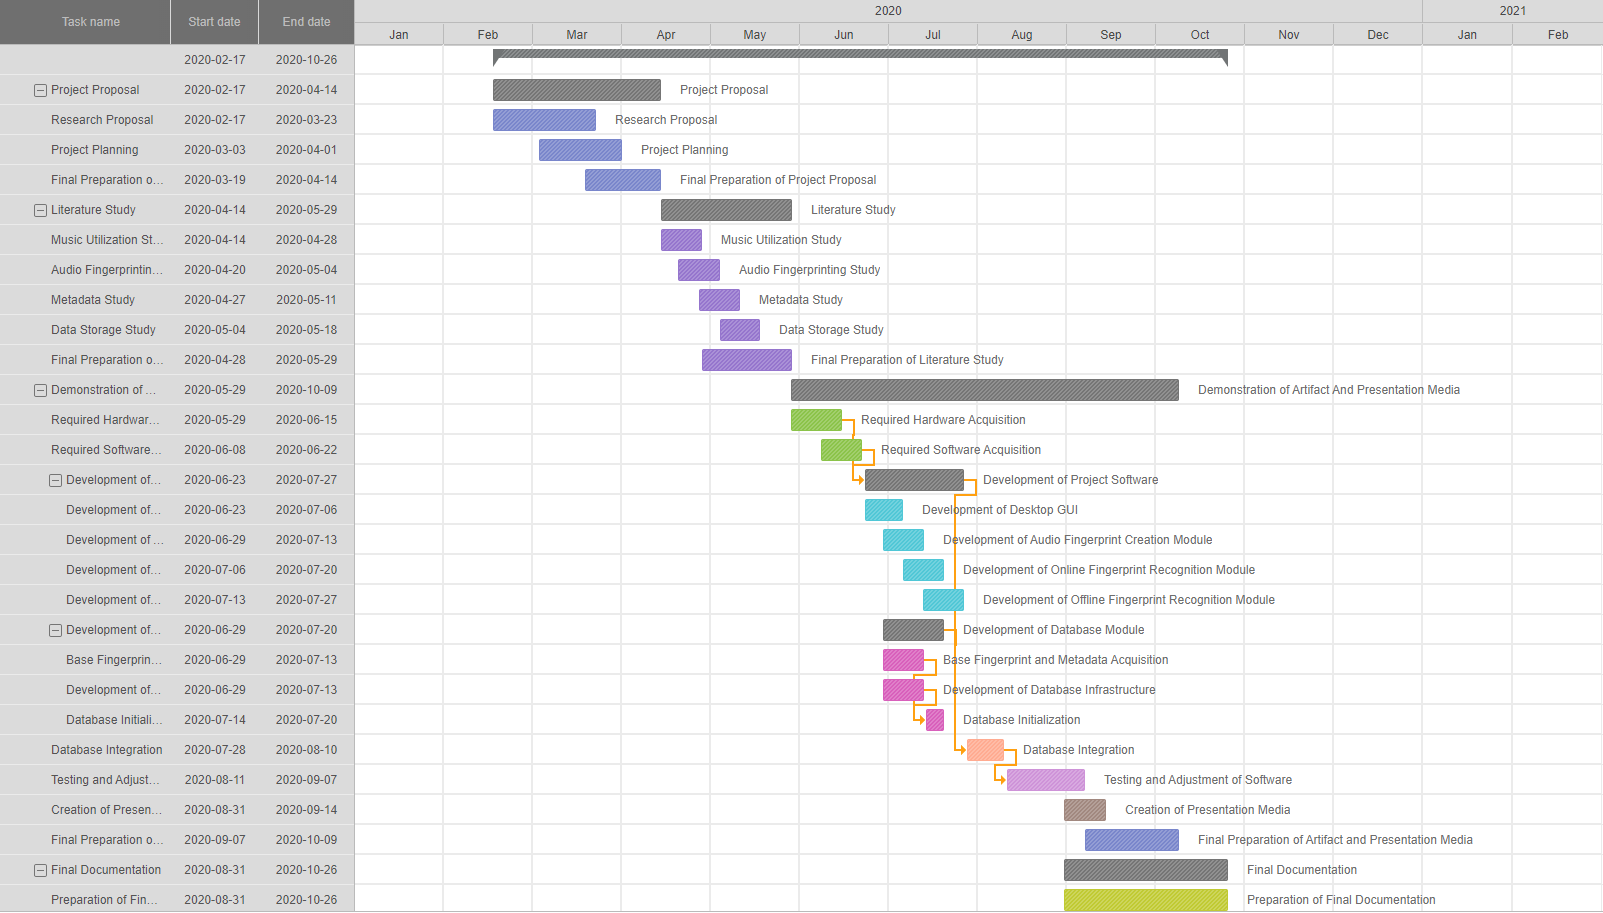 Task name Start date End date 2020 2021
Jan Feb Mar Apr May Jun Jul Aug Sep Oct Nov Dec Jan Feb
2020-02-17 2020-10-26
Project Proposal 2020-02-17 2020-04-14 Project Proposal
Research Proposal 2020-02-17 2020-03-23 Research Proposal
Project Planning 2020-03-03 2020-04-01 Project Planning
Final Preparation o... 2020-03-19 2020-04-14 Final Preparation of Project Proposal
Literature Study 2020-04-14 2020-05-29 Literature Study
Music Utilization St... 2020-04-14 2020-04-28 Music Utilization Study
Audio Fingerprintin... 2020-04-20 2020-05-04 Audio Fingerprinting Study
Metadata Study 2020-04-27 2020-05-11 Metadata Study
Data Storage Study 2020-05-04 2020-05-18 Data Storage Study
Final Preparation o... 2020-04-28 2020-05-29 Final Preparation of Literature Study
Demonstration of ... 2020-05-29 2020-10-09 Demonstration of Artifact And Presentation Media
Required Hardwar... 2020-05-29 2020-06-15 Required Hardware Acquisition
Required Software... 2020-06-08 2020-06-22 Required Software Acquisition
Development of... 2020-06-23 2020-07-27 Development of Project Software
Development of... 2020-06-23 2020-07-06 Development of Desktop GUI
Development of ... 2020-06-29 2020-07-13 Development of Audio Fingerprint Creation Module
Development of... 2020-07-06 2020-07-20 Development of Online Fingerprint Recognition Module
Development of... 2020-07-13 2020-07-27 Development of Offline Fingerprint Recognition Module
Development of... 2020-06-29 2020-07-20 Development of Database Module
Base Fingerprin... 2020-06-29 2020-07-13 Base Fingerprint and Metadata Acquisition
Development of... 2020-06-29 2020-07-13 Development of Database Infrastructure
Database Initiali... 2020-07-14 2020-07-20 Database Initialization
Database Integration 2020-07-28 2020-08-10 Database Integration
Testing and Adjust... 2020-08-11 2020-09-07 Testing and Adjustment of Software
Creation of Presen... 2020-08-31 2020-09-14 Creation of Presentation Media
Final Preparation o... 2020-09-07 2020-10-09 Final Preparation of Artifact and Presentation Media
Final Documentation 2020-08-31 2020-10-26 Final Documentation
Preparation of Fin... 2020-08-31 2020-10-26 Preparation of Final Documentation